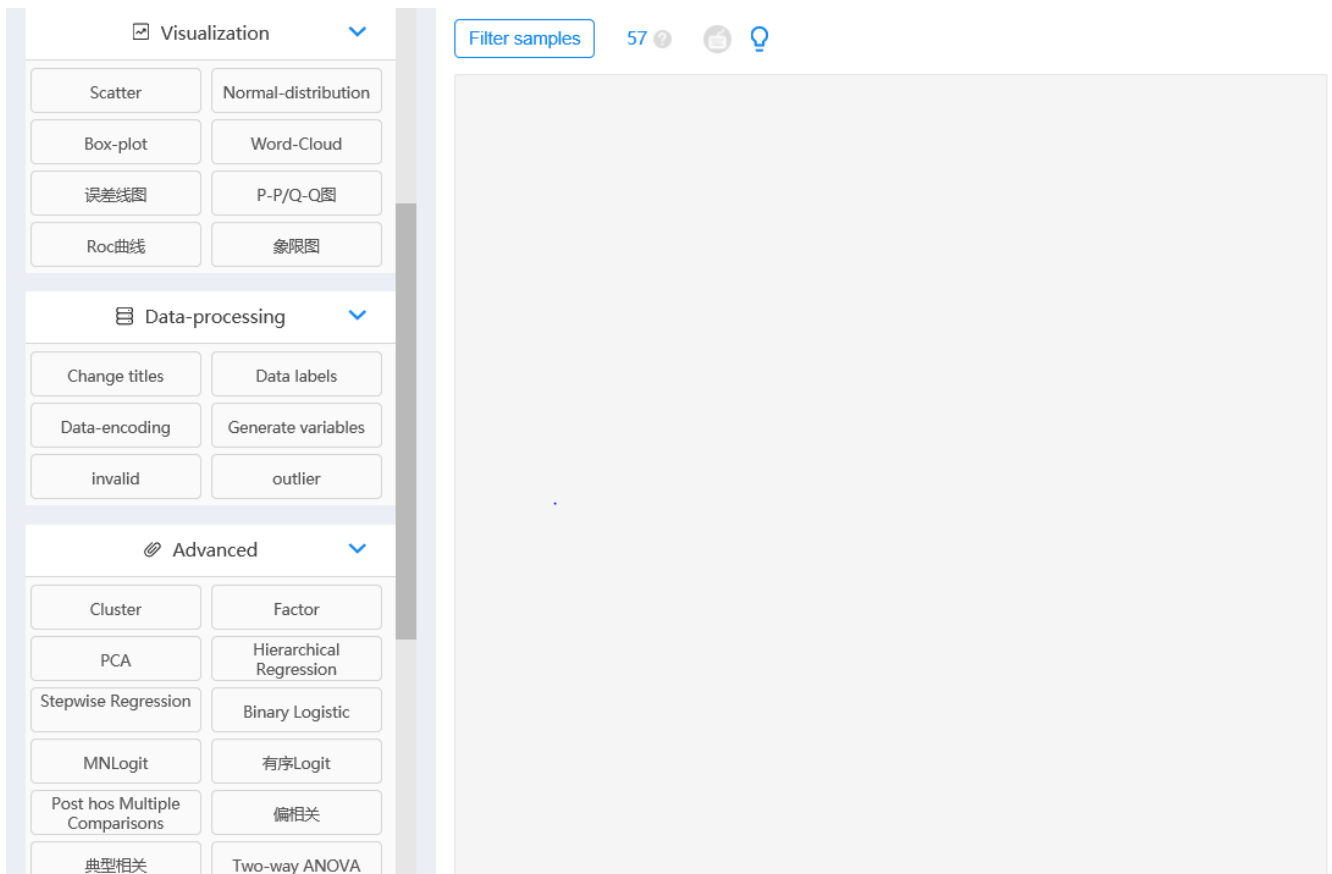 Visualization
Filter samples 57
Scatter Normal-distribution
Box-plot Word-Cloud
误差线图 P-P/Q-Q图
Roc曲线 象限图
Data-processing
Change titles Data labels
Data-encoding Generate variables
invalid outlier
Advanced
Cluster Factor
PCA Hierarchical
Regression
Stepwise Regression Binary Logistic
MNLogit 有序Logit
Post hos Multiple
Comparisons 偏相关
典型相关 Two-way ANOVA